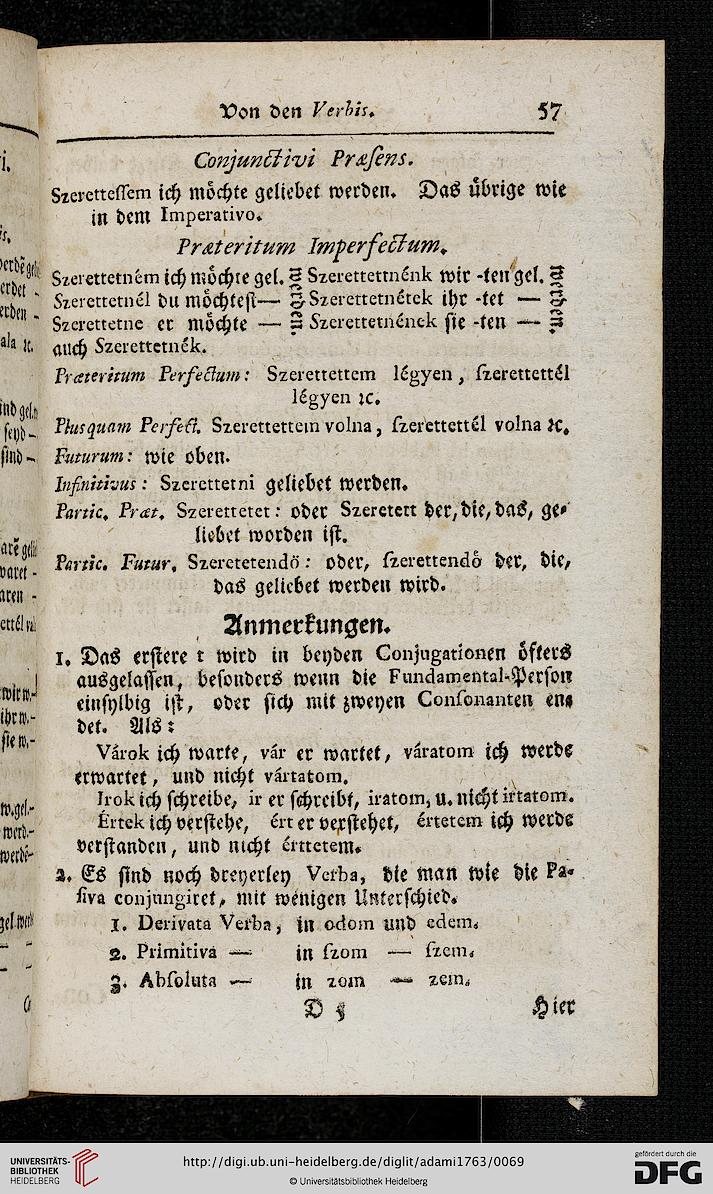 Von den Verbis. 57
Conjunctivi Præsens.
Szerettessem ich möchte geliebet werden. Das übrige wie
in dem Imperativo.
Præteritum Imperfectum.
Szerettetném ich möchte gel. werden. Szerettettnénk wir -ten gel. werden.
Szerettetnél du möchtest— Szerettetnétek ihr -tet —
Szerettetne er möchte — Szerettetnének sie -ten —
auch Szerettetnék.
Præteritum Perfectum: Szerettettem légyen, szerettettél
légyen ꝛc.
Plusquam Perfect. Szerettettem volna, szerettettél volna ꝛc.
Futurum: wie oben.
Infinitivus: Szerettetni geliebet werden.
Partic. Præt. Szerettetet: oder Szeretett der, die, das, ge-
liebet worden ist.
Partic. Futur. Szeretetendö: oder, szerettendö der, die,
das geliebet werden wird.
Anmerkungen.
1. Das erstere t wird in beyden Conjugationen öfters
ausgelassen, besonders wenn die Fundamental-Person
einsylbig ist, oder sich mit zweyen Consonanten en-
det. Als:
Várok ich warte, vár er wartet, váratom ich werde
erwartet, und nicht vártatom.
Irok ich schreibe, ir er schreibt, iratom, u. nicht irtatom.
Értek ich verstehe, ért er verstehet, értetem ich werde
verstanden, und nicht érttetem.
2. Es sind noch dreyerley Verba, die man wie die Pa-
siva conjungiret, mit wenigen Unterschied.
1. Derivata Verba, in odom und edem.
2. Primitiva — in szom — szem.
3. Absoluta — in zom — zem.
D 5 Hier
UNIVERSITÄTS-
BIBLIOTHEK
HEIDELBERG
http://digi.ub.uni-heidelberg.de/diglit/adami1763/0069
© Universitätsbibliothek Heidelberg
gefördert durch die
DFG